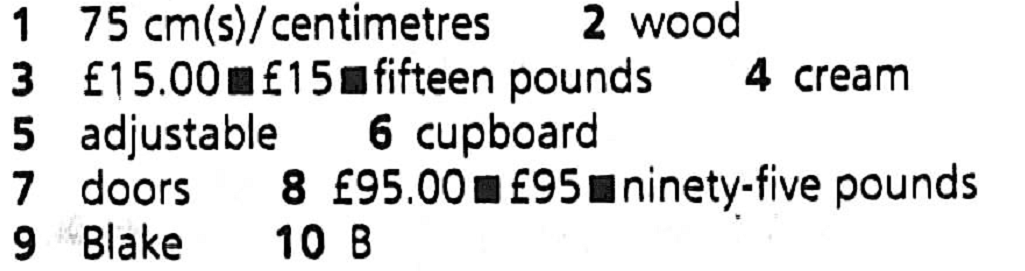 1 75 cm(s)/centimetres 2 wood
3 £15.00■£15■fifteen pounds 4 cream
5 adjustable 6 cupboard
7 doors 8 £95.00■£95■ninety-five pounds
9 Blake 10 B